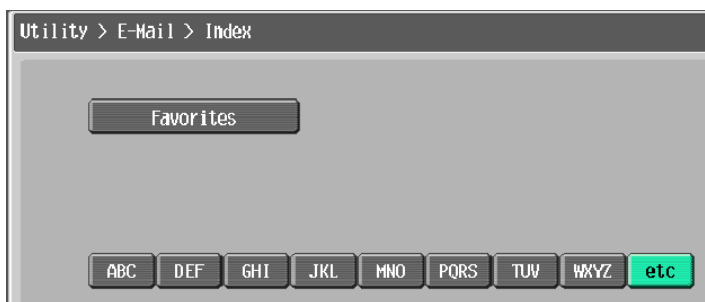 Utility > E-Mail > Index
Favorites
ABC DEF GHI JKL MNO PQRS TUV WXYZ etc